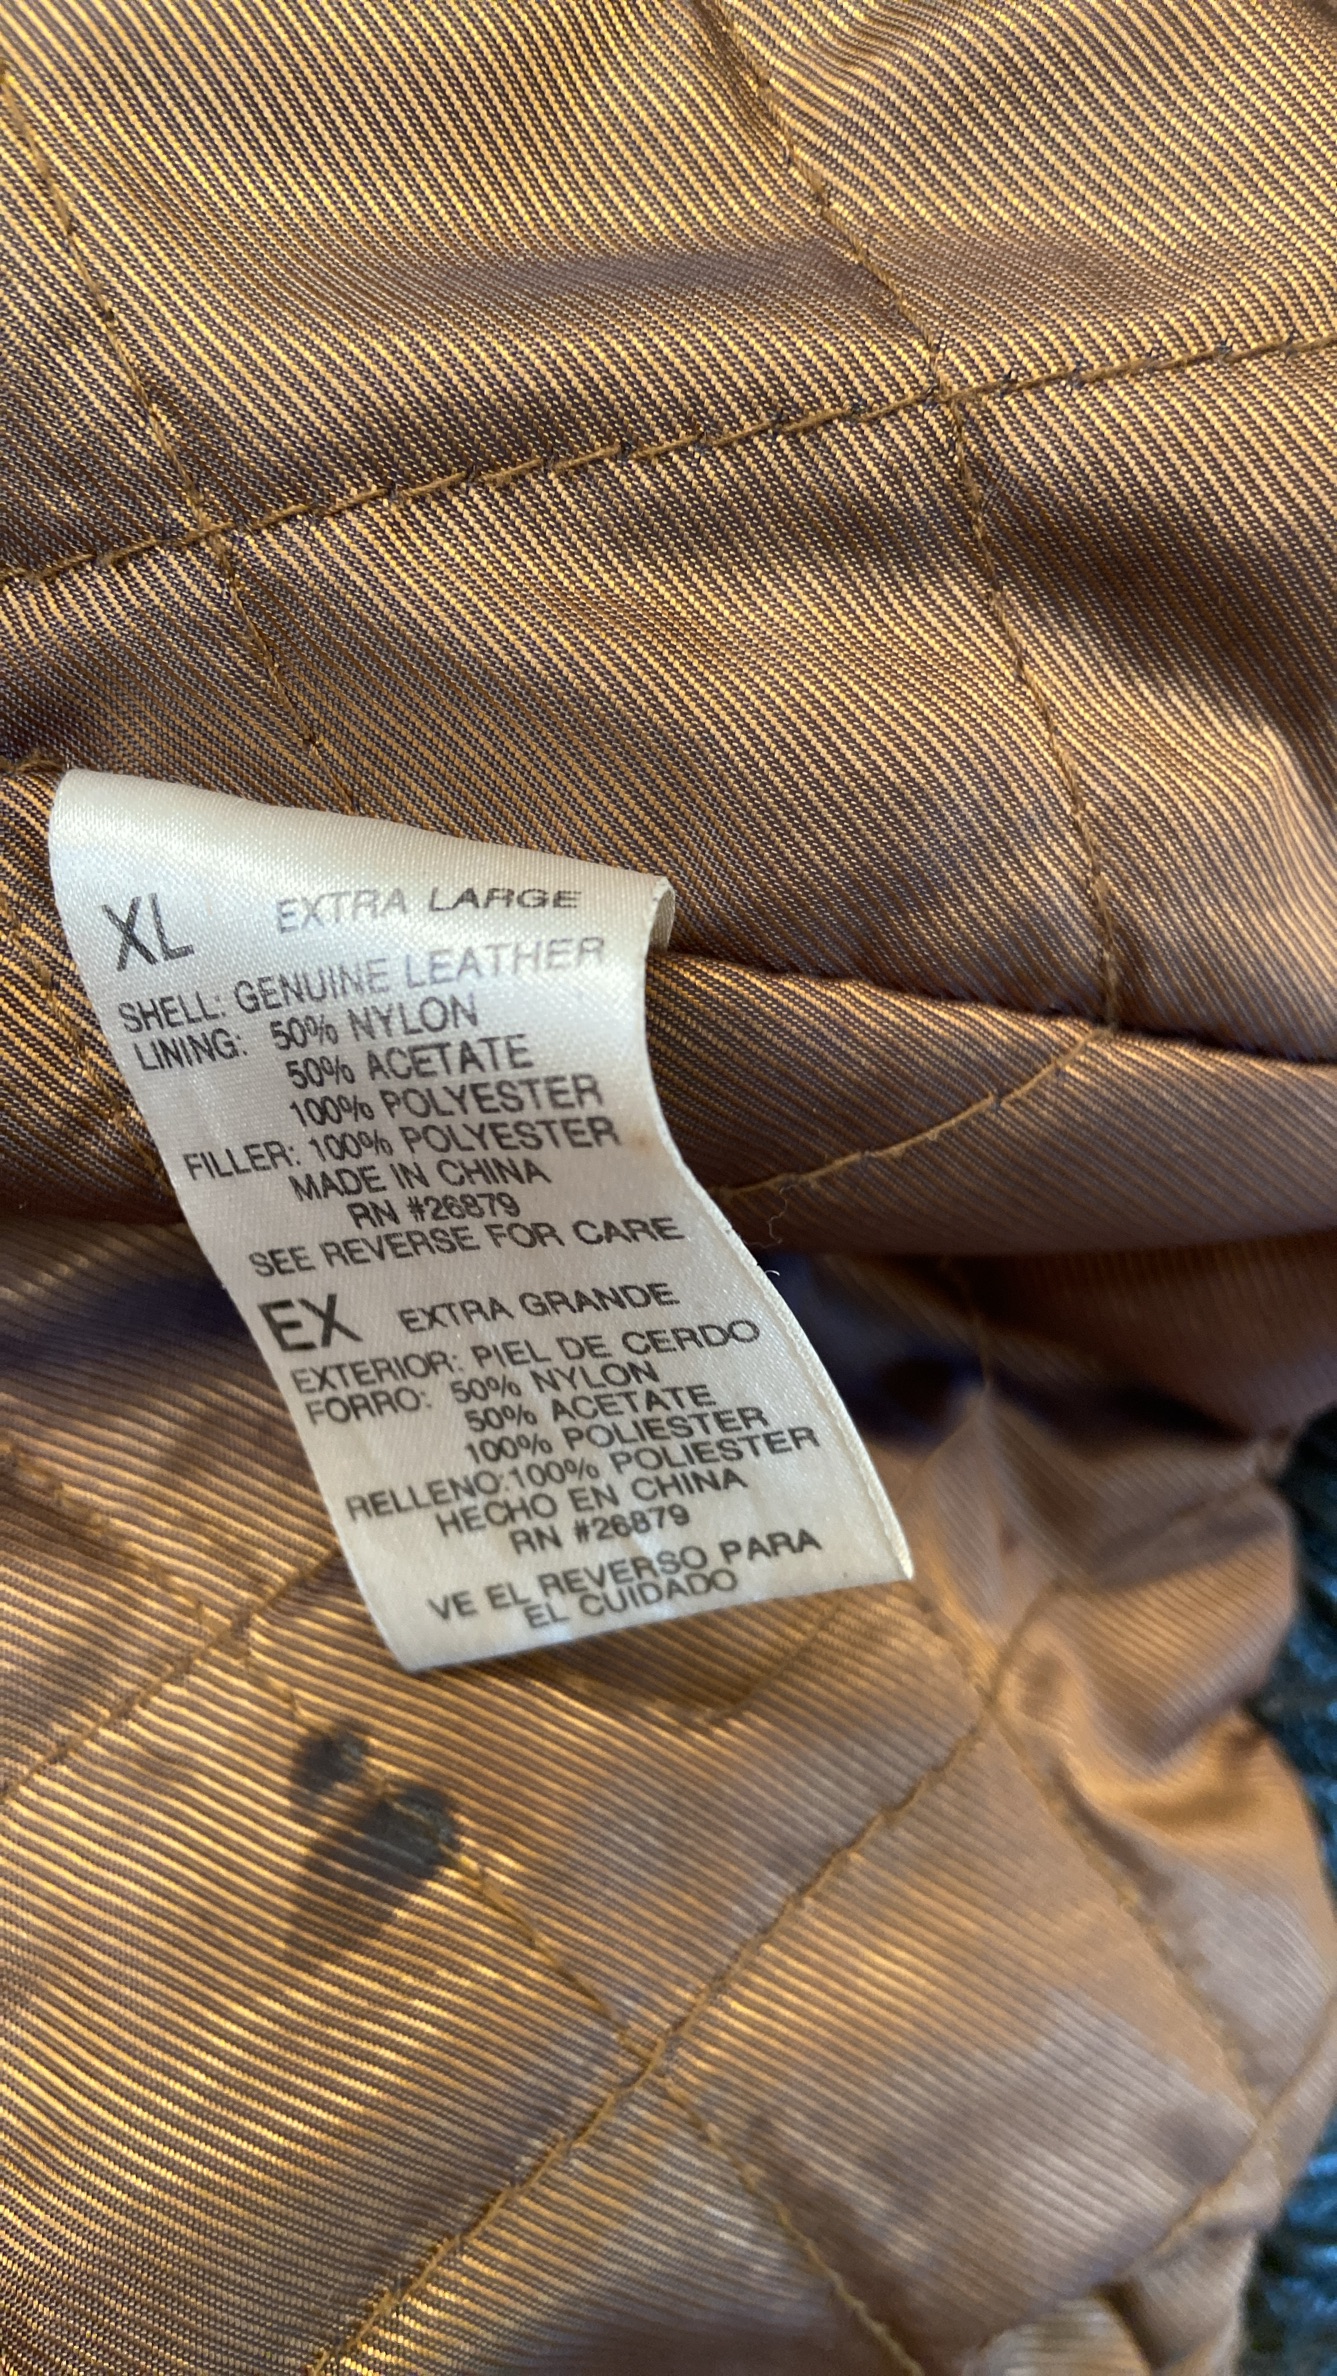 XL EXTRA LARGE
SHELL: GENUINE LEATHER
LINING: 50% NYLON
50% ACETATE
100% POLYESTER
FILLER: 100% POLYESTER
MADE IN CHINA
RN #26879
SEE REVERSE FOR CARE
EX EXTRA GRANDE
EXTERIOR: PIEL DE CERDO
FORRO: 50% NYLON
50% ACETATE
100% POLIESTER
RELLENO:100% POLIESTER
HECHO EN CHINA
RN #26879
VE EL REVERSO PARA
EL CUIDADO